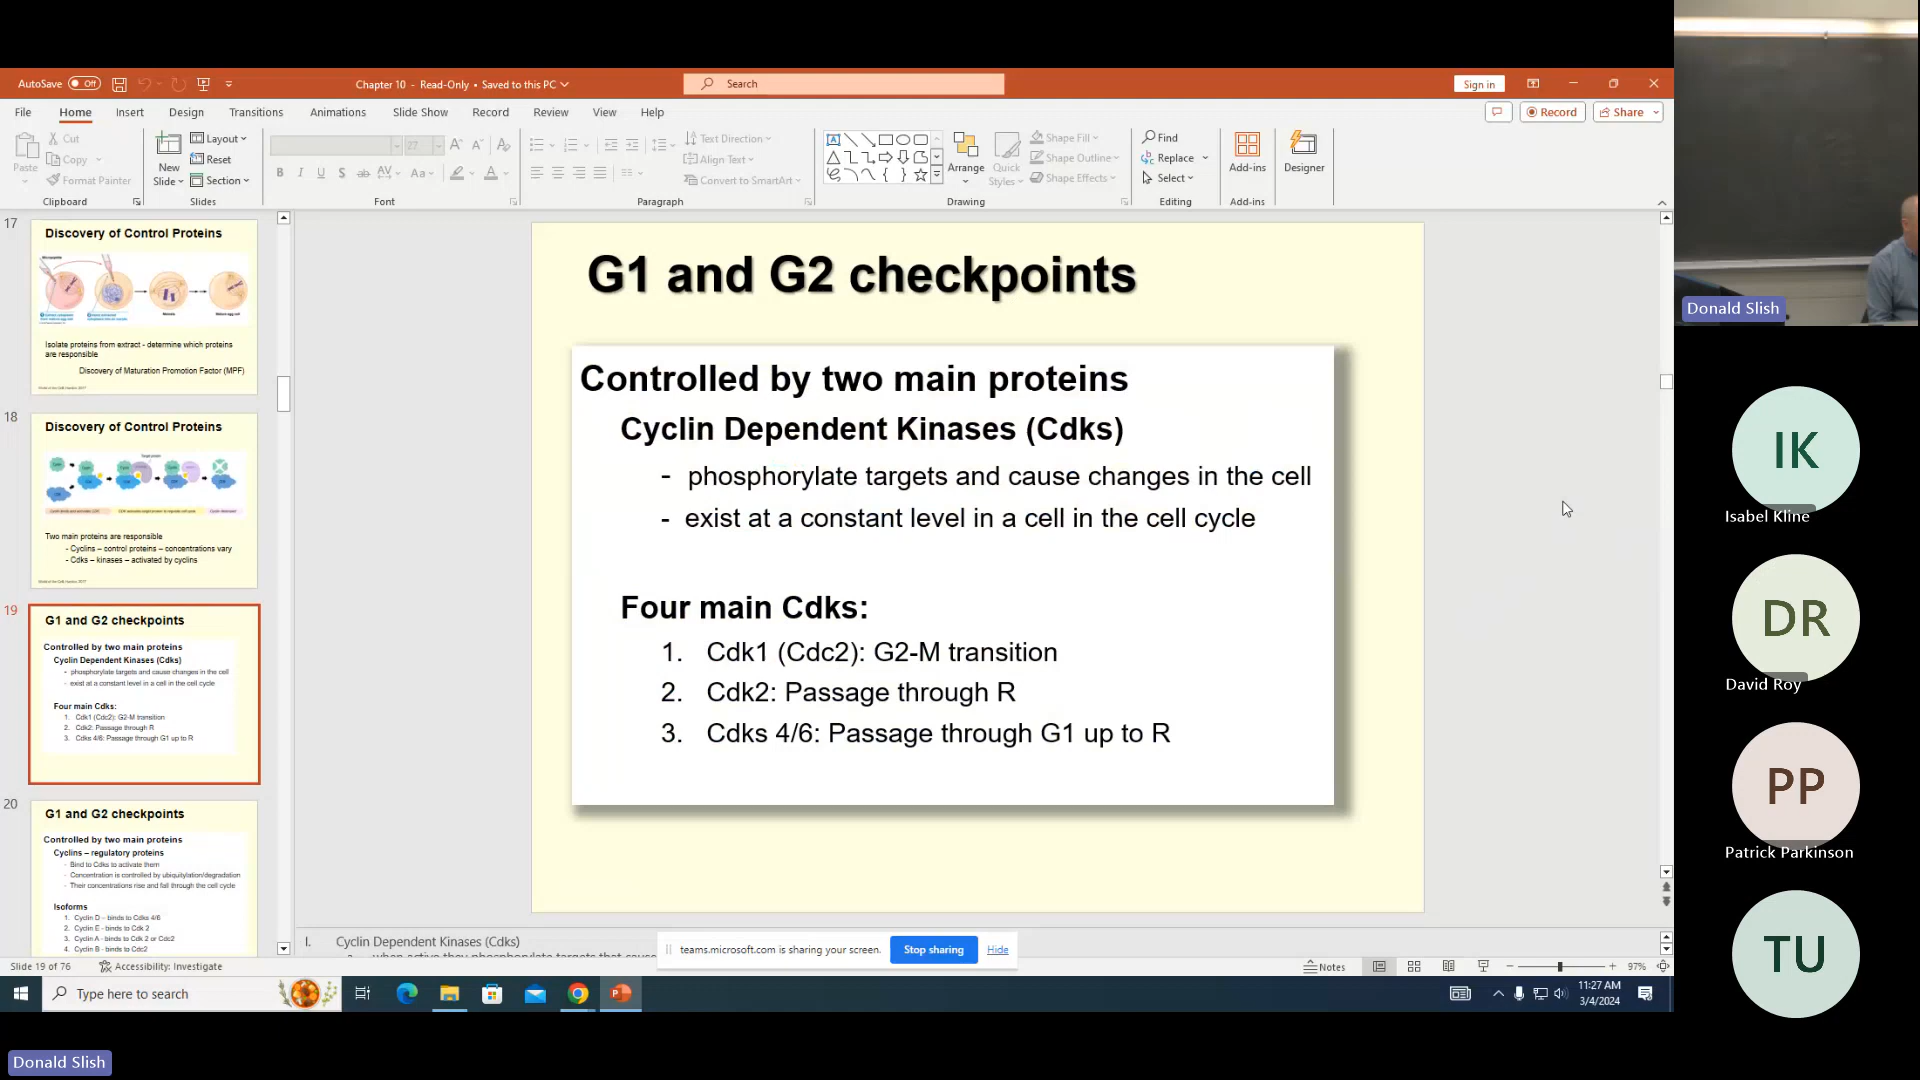 AutoSave Off
Chapter 10 - Read-Only • Saved to this PC
Search
Sign in
File Home Insert Design Transitions Animations Slide Show Record Review View Help
Record
Share
Paste
Cut
Copy
Format Painter
Clipboard
New Slide
Layout
Reset
Section
Slides
27
B I U S ab AV Aa A
Font
Paragraph
Text Direction
Align Text
Convert to SmartArt
Arrange
Quick Styles
Shape Fill
Shape Outline
Shape Effects
Drawing
Find
Replace
Select
Editing
Add-ins
Add-ins
Designer
17
Discovery of Control Proteins
Isolate proteins from extract - determine which proteins
are responsible
Discovery of Maturation Promotion Factor (MPF)
18
Discovery of Control Proteins
Two main proteins are responsible
- Cyclins – control proteins – concentrations vary
- Cdks – kinases – activated by cyclins
19
G1 and G2 checkpoints
Controlled by two main proteins
Cyclin Dependent Kinases (Cdks)
- phosphorylate targets and cause changes in the cell
- exist at a constant level in a cell in the cell cycle
Four main Cdks:
1. Cdk1 (Cdc2): G2-M transition
2. Cdk2: Passage through R
3. Cdks 4/6: Passage through G1 up to R
20
G1 and G2 checkpoints
Controlled by two main proteins
Cyclins – regulatory proteins
- Bind to Cdks to activate them
- Concentration is controlled by ubiquitylation/degradation
- Their concentrations rise and fall through the cell cycle
Isoforms
1. Cyclin D – binds to Cdks 4/6
2. Cyclin E - binds to Cdk 2
3. Cyclin A - binds to Cdk 2 or Cdc2
4. Cyclin B - binds to Cdc2
G1 and G2 checkpoints
Controlled by two main proteins
Cyclin Dependent Kinases (Cdks)
- phosphorylate targets and cause changes in the cell
- exist at a constant level in a cell in the cell cycle
Four main Cdks:
1. Cdk1 (Cdc2): G2-M transition
2. Cdk2: Passage through R
3. Cdks 4/6: Passage through G1 up to R
I. Cyclin Dependent Kinases (Cdks)
teams.microsoft.com is sharing your screen.
Stop sharing
Hide
Slide 19 of 76
Accessibility: Investigate
Notes
97%
Type here to search
11:27 AM
3/4/2024
Donald Slish
Donald Slish
IK
Isabel Kline
DR
David Roy
PP
Patrick Parkinson
TU